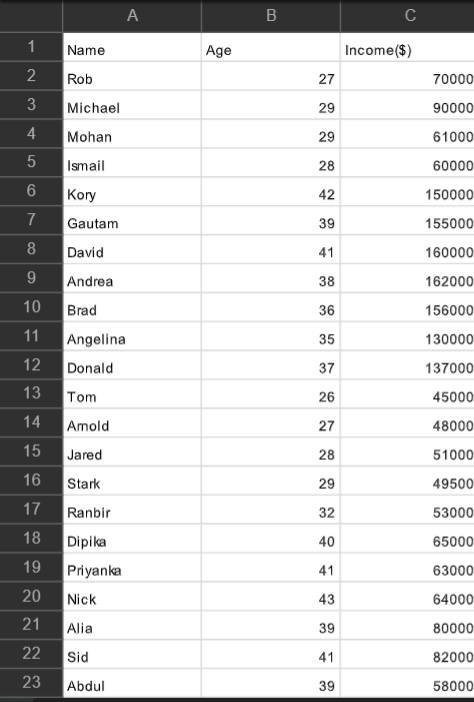 A B C
1 Name Age Income($)
2 Rob 27 70000
3 Michael 29 90000
4 Mohan 29 61000
5 Ismail 28 60000
6 Kory 42 150000
7 Gautam 39 155000
8 David 41 160000
9 Andrea 38 162000
10 Brad 36 156000
11 Angelina 35 130000
12 Donald 37 137000
13 Tom 26 45000
14 Arnold 27 48000
15 Jared 28 51000
16 Stark 29 49500
17 Ranbir 32 53000
18 Dipika 40 65000
19 Priyanka 41 63000
20 Nick 43 64000
21 Alia 39 80000
22 Sid 41 82000
23 Abdul 39 58000